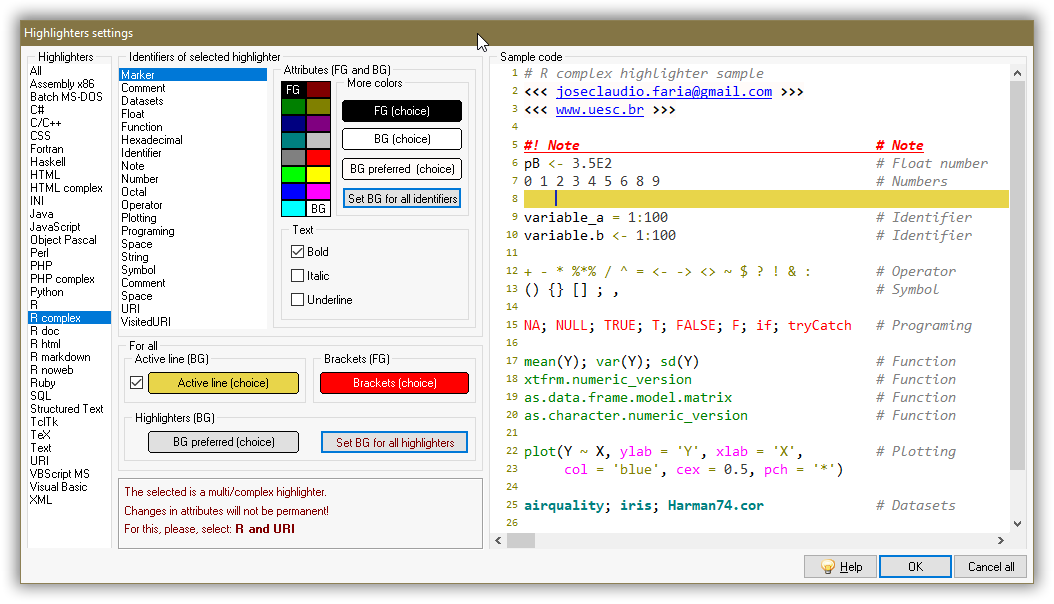 Highlighters settings
Highlighters
All
Assembly x86
Batch MS-DOS
C#
C/C++
CSS
Fortran
Haskell
HTML
HTML complex
INI
Java
JavaScript
Object Pascal
Perl
PHP
PHP complex
Python
R
R complex
R doc
R html
R markdown
R noweb
Ruby
SQL
Structured Text
TclTk
TeX
Text
URI
VBScript MS
Visual Basic
XML
Identifiers of selected highlighter
Marker
Comment
Datasets
Float
Function
Hexadecimal
Identifier
Note
Number
Octal
Operator
Plotting
Programing
Space
String
Symbol
Comment
Space
URI
VisitedURI
Attributes (FG and BG)
FG
BG
More colors
FG (choice)
BG (choice)
BG preferred (choice)
Set BG for all identifiers
Text
Bold
Italic
Underline
For all
Active line (BG)
Active line (choice)
Brackets (FG)
Brackets (choice)
Highlighters (BG)
BG preferred (choice)
Set BG for all highlighters
The selected is a multi/complex highlighter.
Changes in attributes will not be permanent!
For this, please, select: R and URI
Sample code
1 # R complex highlighter sample
2 <<< joseclaudio.faria@gmail.com >>>
3 <<< www.uesc.br >>>
4
5 #! Note # Note
6 pB <- 3.5E2 # Float number
7 0 1 2 3 4 5 6 8 9 # Numbers
8
9 variable_a = 1:100 # Identifier
10 variable.b <- 1:100 # Identifier
11
12 + - * %*% / ^ = <- -> <> ~ $ ? ! & : # Operator
13 () {} [] ; , # Symbol
14
15 NA; NULL; TRUE; T; FALSE; F; if; tryCatch # Programing
16
17 mean(Y); var(Y); sd(Y) # Function
18 xtfrm.numeric_version # Function
19 as.data.frame.model.matrix # Function
20 as.character.numeric_version # Function
21
22 plot(Y ~ X, ylab = 'Y', xlab = 'X', # Plotting
23 col = 'blue', cex = 0.5, pch = '*')
24
25 airquality; iris; Harman74.cor # Datasets
26
Help
OK
Cancel all